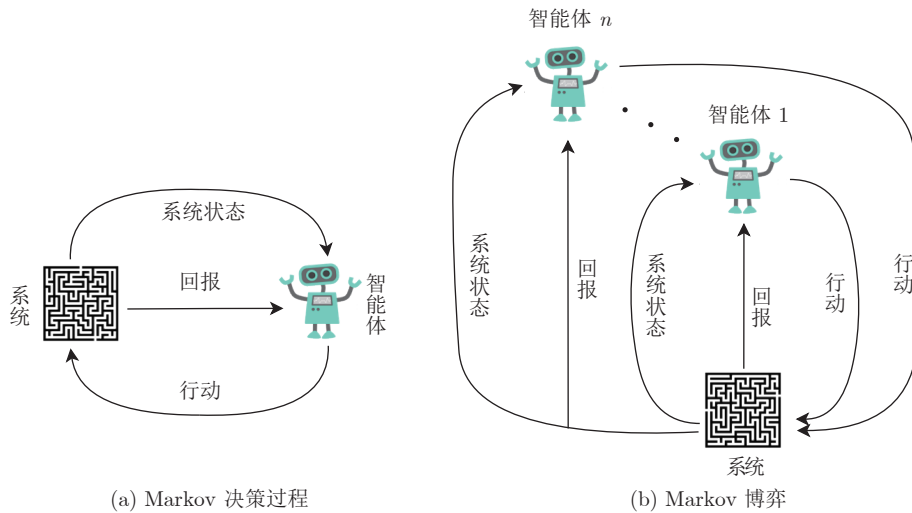 系统状态
系统
回报
智能体
行动
(a) Markov 决策过程
智能体 n
智能体 1
系统状态
回报
系统状态
回报
行动
行动
系统
(b) Markov 博弈